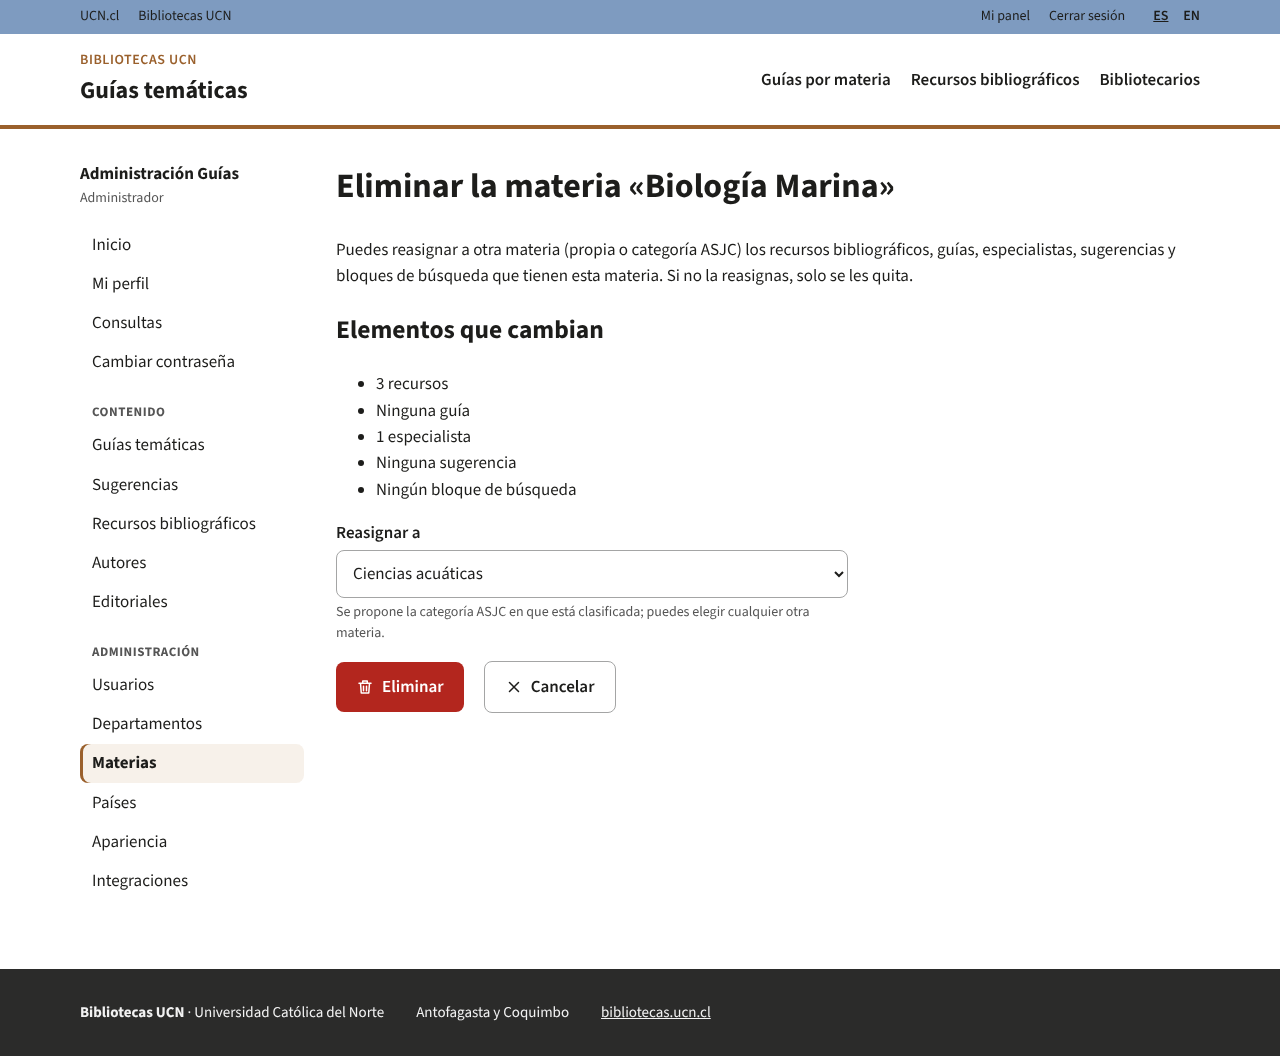 UCN.cl Bibliotecas UCN Mi panel Cerrar sesión ES EN
BIBLIOTECAS UCN
Guías temáticas
Guías por materia Recursos bibliográficos Bibliotecarios
Administración Guías
Administrador
Inicio
Mi perfil
Consultas
Cambiar contraseña
CONTENIDO
Guías temáticas
Sugerencias
Recursos bibliográficos
Autores
Editoriales
ADMINISTRACIÓN
Usuarios
Departamentos
Materias
Países
Apariencia
Integraciones
Eliminar la materia «Biología Marina»
Puedes reasignar a otra materia (propia o categoría ASJC) los recursos bibliográficos, guías, especialistas, sugerencias y
bloques de búsqueda que tienen esta materia. Si no la reasignas, solo se les quita.
Elementos que cambian
3 recursos
Ninguna guía
1 especialista
Ninguna sugerencia
Ningún bloque de búsqueda
Reasignar a
Ciencias acuáticas
Se propone la categoría ASJC en que está clasificada; puedes elegir cualquier otra
materia.
Eliminar Cancelar
Bibliotecas UCN · Universidad Católica del Norte Antofagasta y Coquimbo bibliotecas.ucn.cl